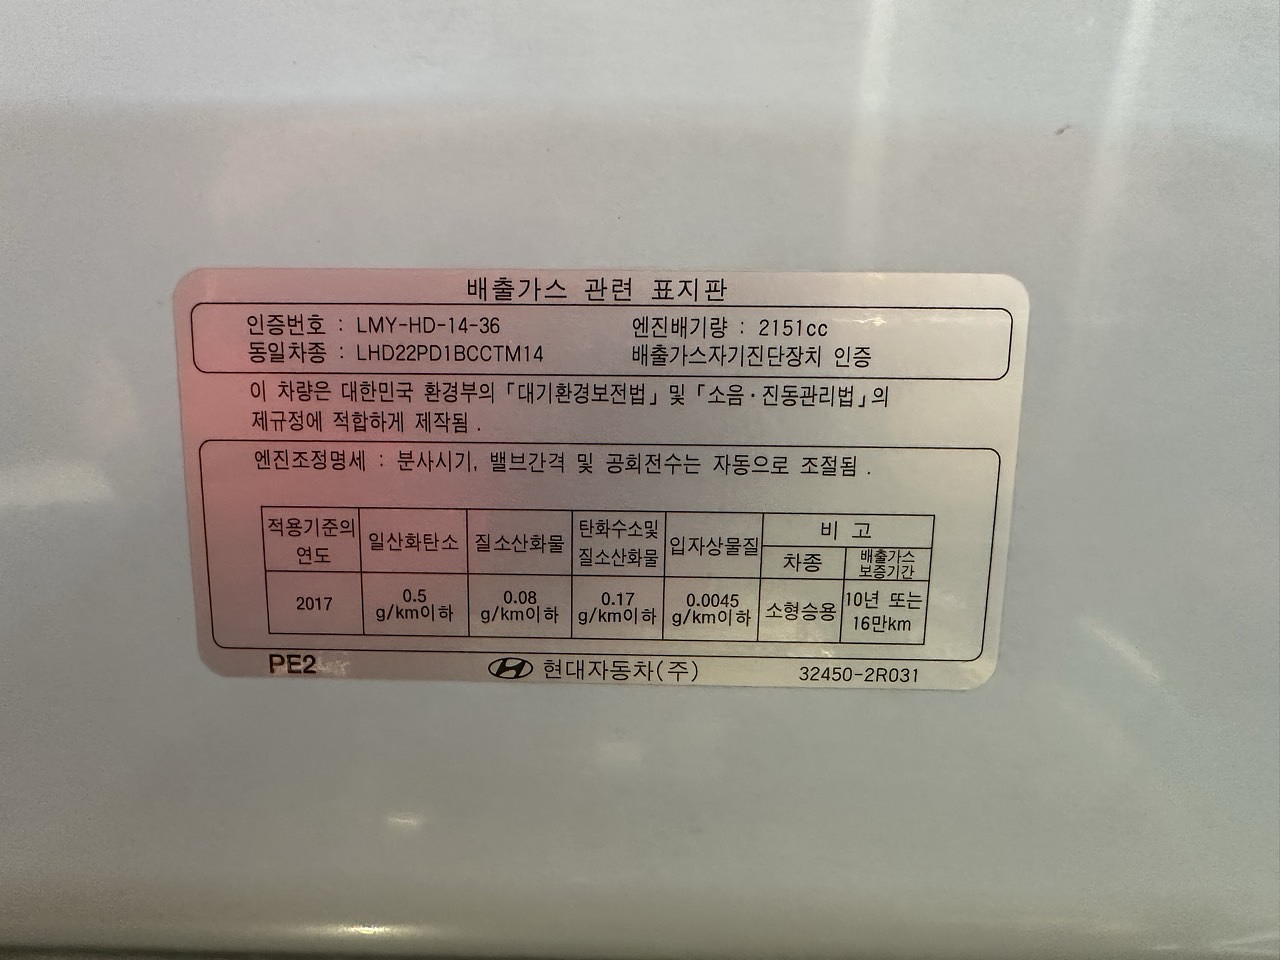 배출가스 관련 표지판
인증번호 : LMY-HD-14-36 엔진배기량 : 2151cc
동일차종 : LHD22PD1BCCTM14 배출가스자기진단장치 인증
이 차량은 대한민국 환경부의 「대기환경보전법」 및 「소음·진동관리법」의
제규정에 적합하게 제작됨.
엔진조정명세 : 분사시기, 밸브간격 및 공회전수는 자동으로 조절됨.
적용기준의 연도 일산화탄소 질소산화물 탄화수소및 질소산화물 입자상물질 비 고
차종 배출가스 보증기간
2017 0.5 g/km이하 0.08 g/km이하 0.17 g/km이하 0.0045 g/km이하 소형승용 10년 또는 16만km
PE2 현대자동차(주) 32450-2R031